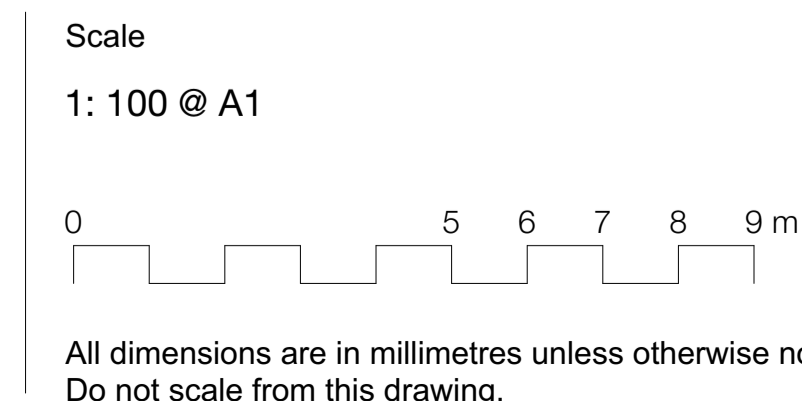 Scale
1: 100 @ A1
0 5 6 7 8 9 m
All dimensions are in millimetres unless otherwise
Do not scale from this drawing.